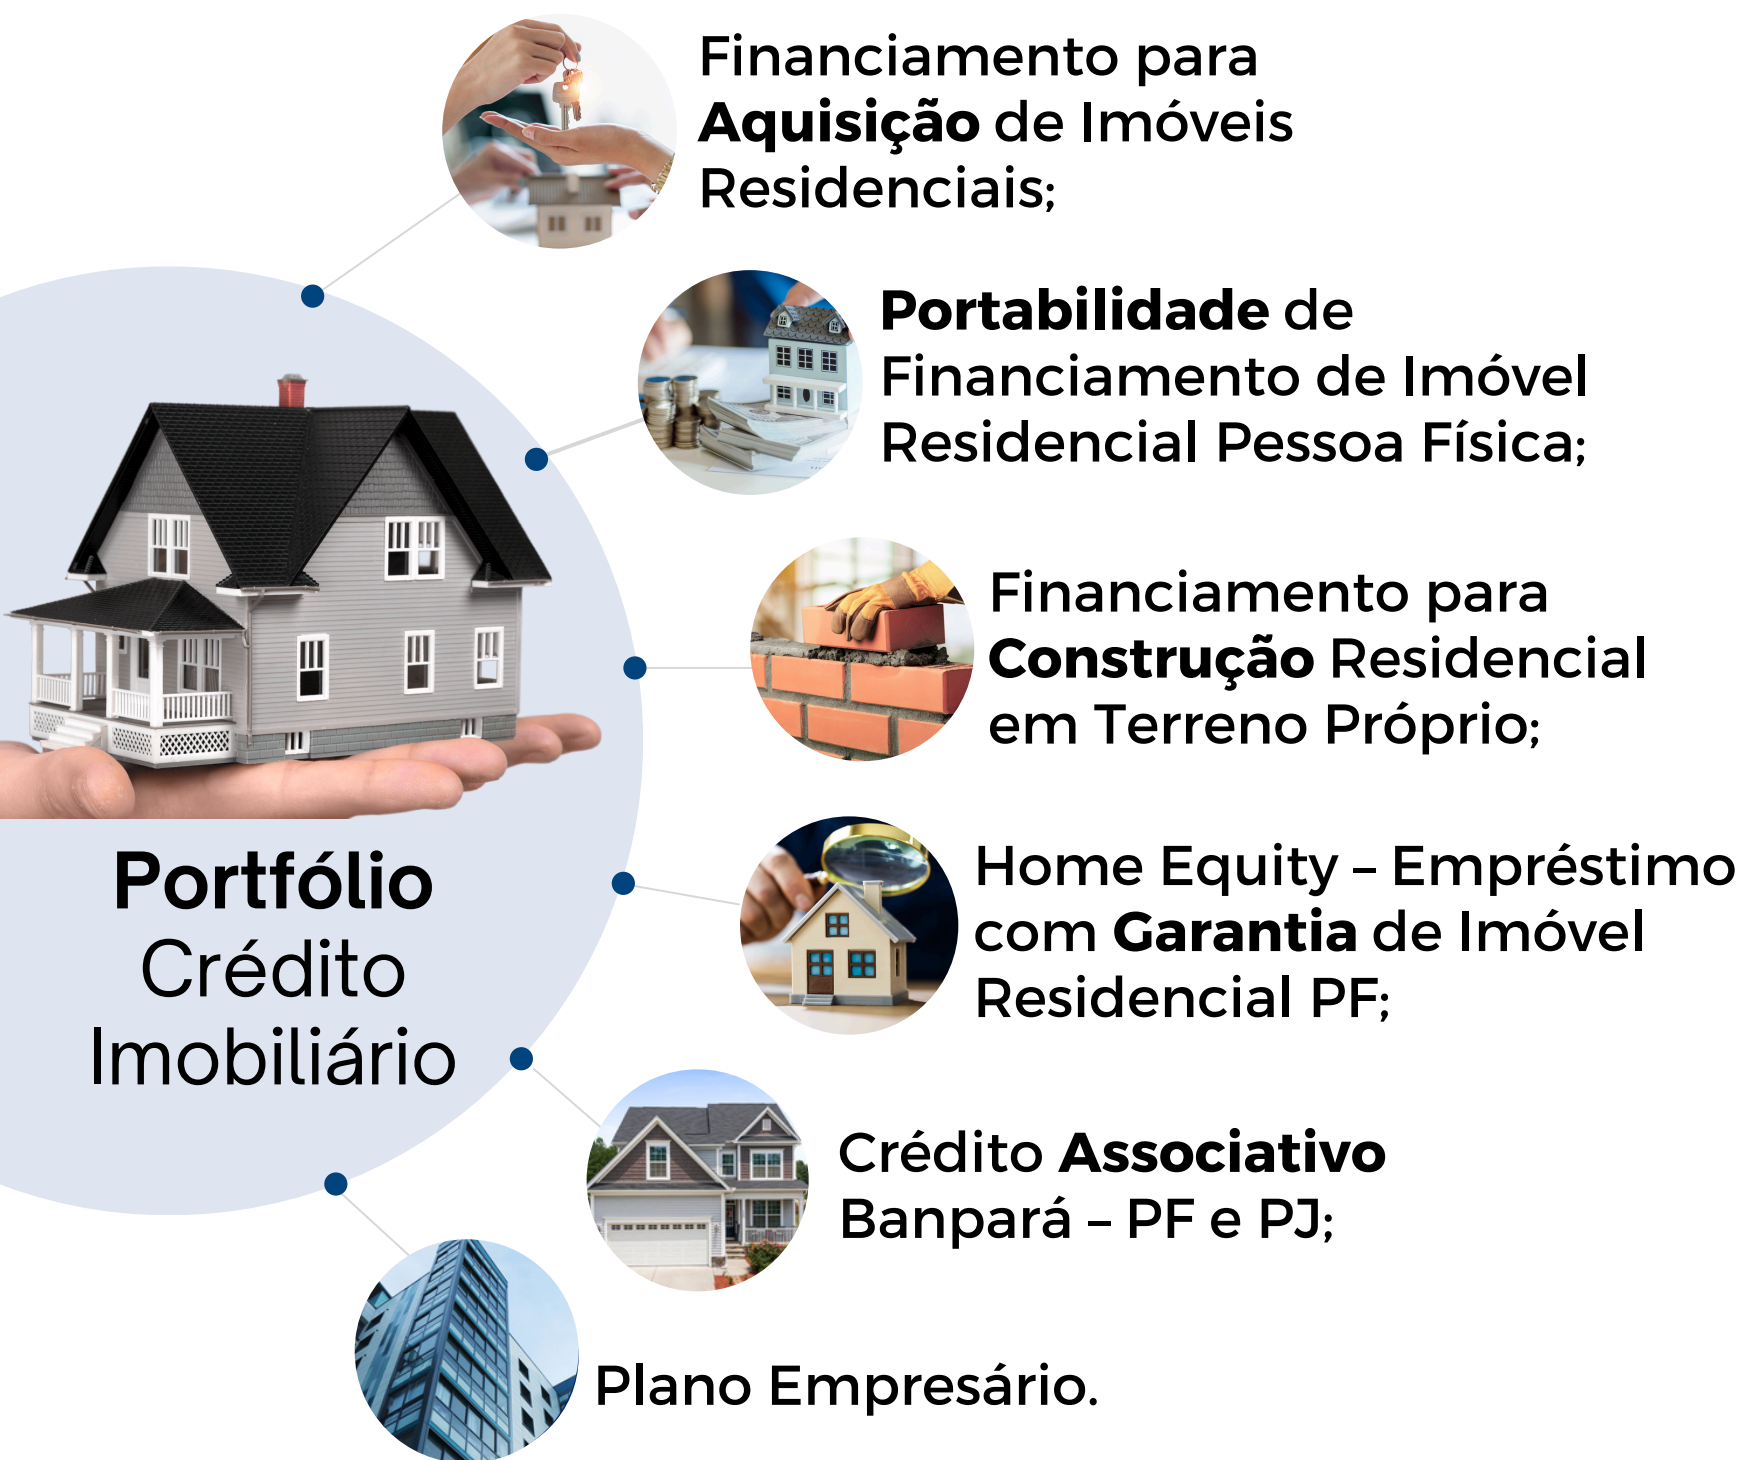 Financiamento para
Aquisição de Imóveis
Residenciais;
Portabilidade de
Financiamento de Imóvel
Residencial Pessoa Física;
Financiamento para
Construção Residencial
em Terreno Próprio;
Home Equity – Empréstimo
com Garantia de Imóvel
Residencial PF;
Crédito Associativo
Banpará – PF e PJ;
Plano Empresário.
Portfólio
Crédito
Imobiliário